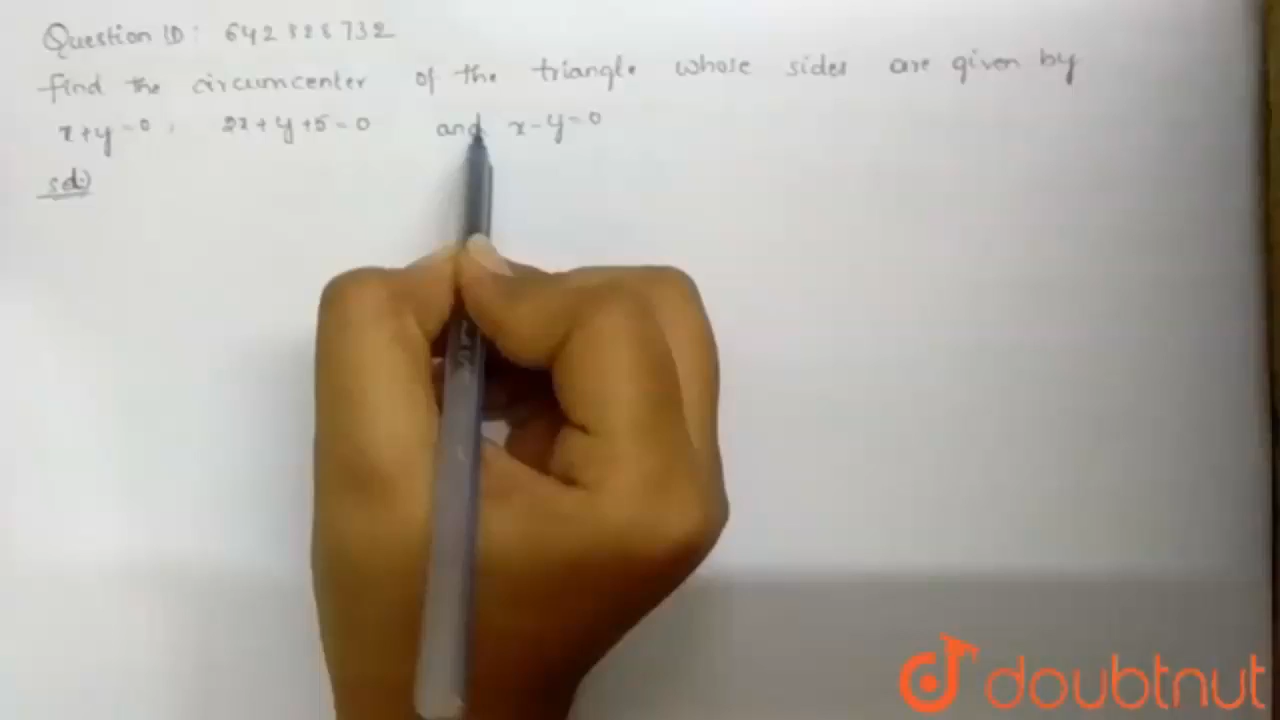 Question ID: 642828732
find the circumcenter of the triangle whose sides are given by
x+y=0, 2x+y+5=0 and x-y=0
sol)
doubtnut